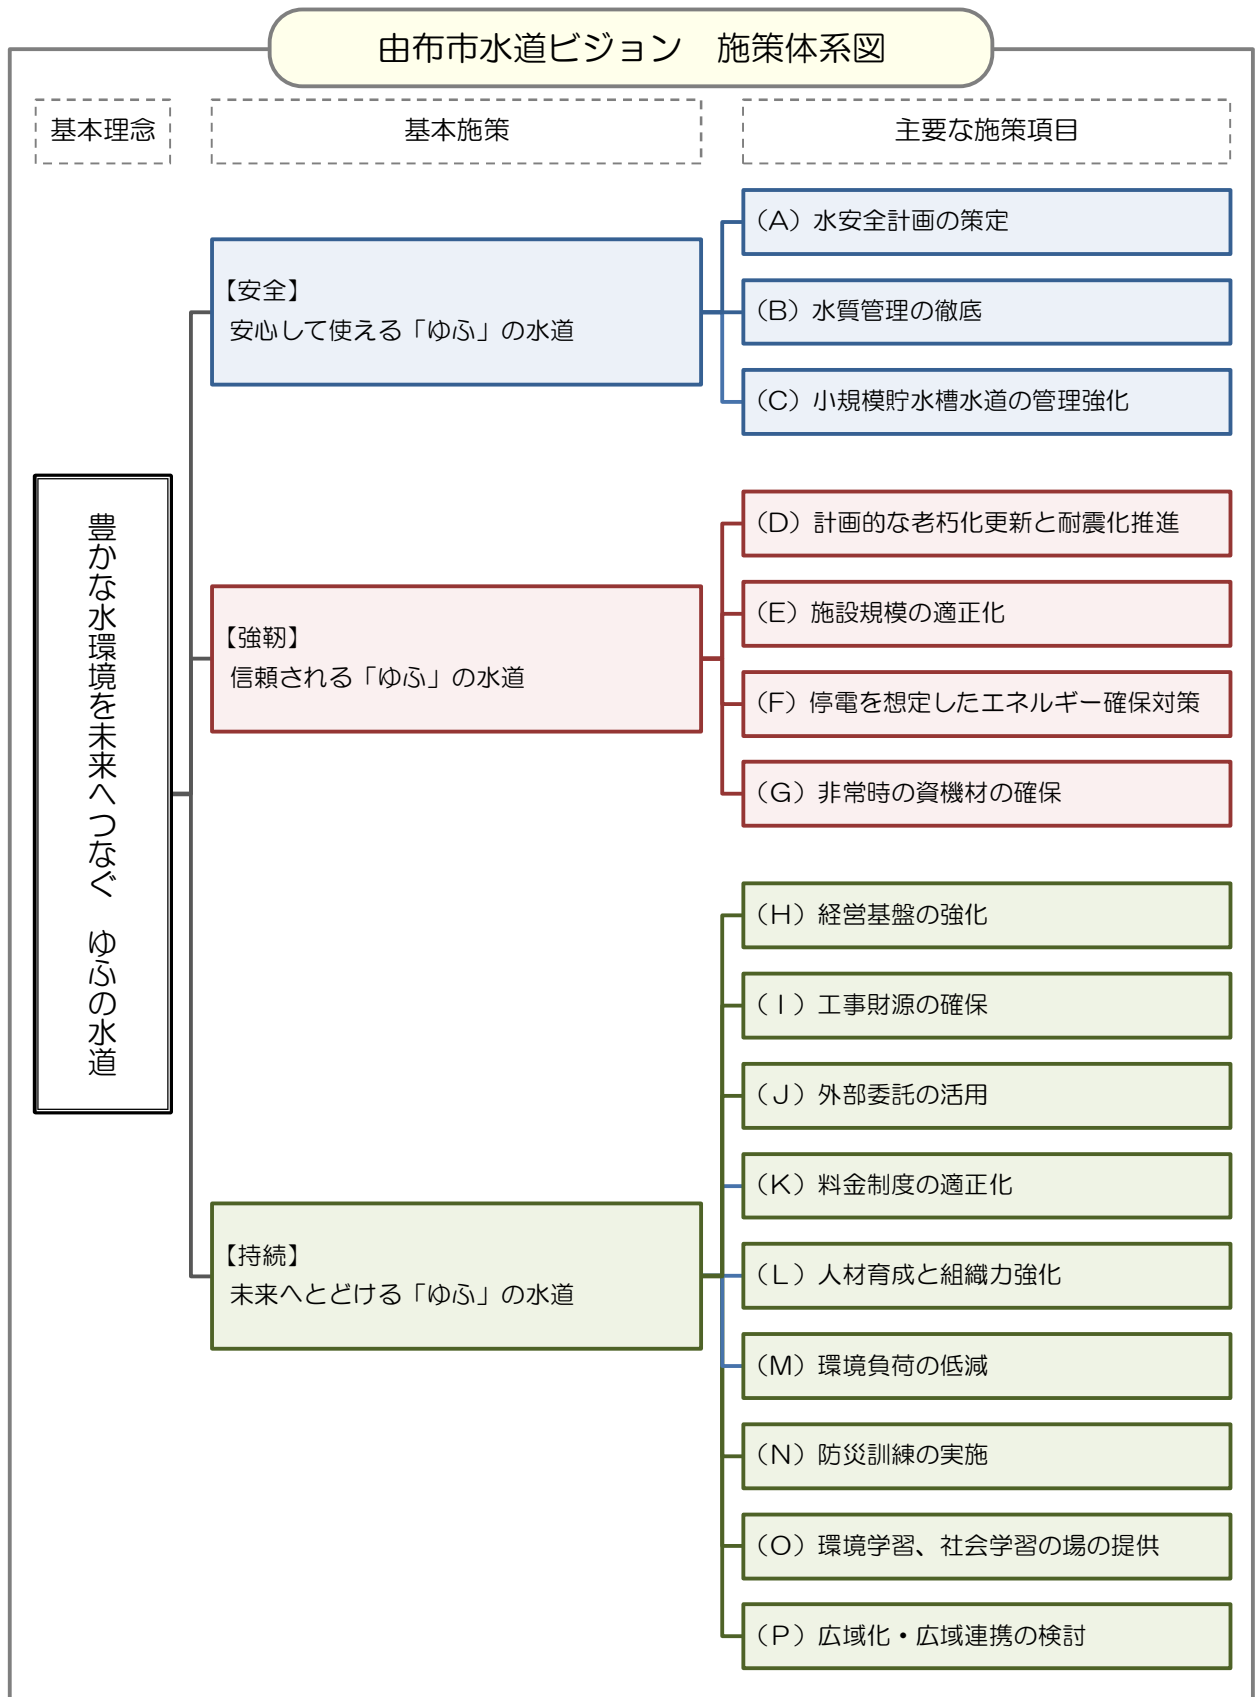 由布市水道ビジョン　施策体系図
基本理念
基本施策
主要な施策項目
豊かな水環境を未来へつなぐ　ゆふの水道
【安全】
安心して使える「ゆふ」の水道
（A）水安全計画の策定
（B）水質管理の徹底
（C）小規模貯水槽水道の管理強化
【強靭】
信頼される「ゆふ」の水道
（D）計画的な老朽化更新と耐震化推進
（E）施設規模の適正化
（F）停電を想定したエネルギー確保対策
（G）非常時の資機材の確保
【持続】
未来へとどける「ゆふ」の水道
（H）経営基盤の強化
（I）工事財源の確保
（J）外部委託の活用
（K）料金制度の適正化
（L）人材育成と組織力強化
（M）環境負荷の低減
（N）防災訓練の実施
（O）環境学習、社会学習の場の提供
（P）広域化・広域連携の検討